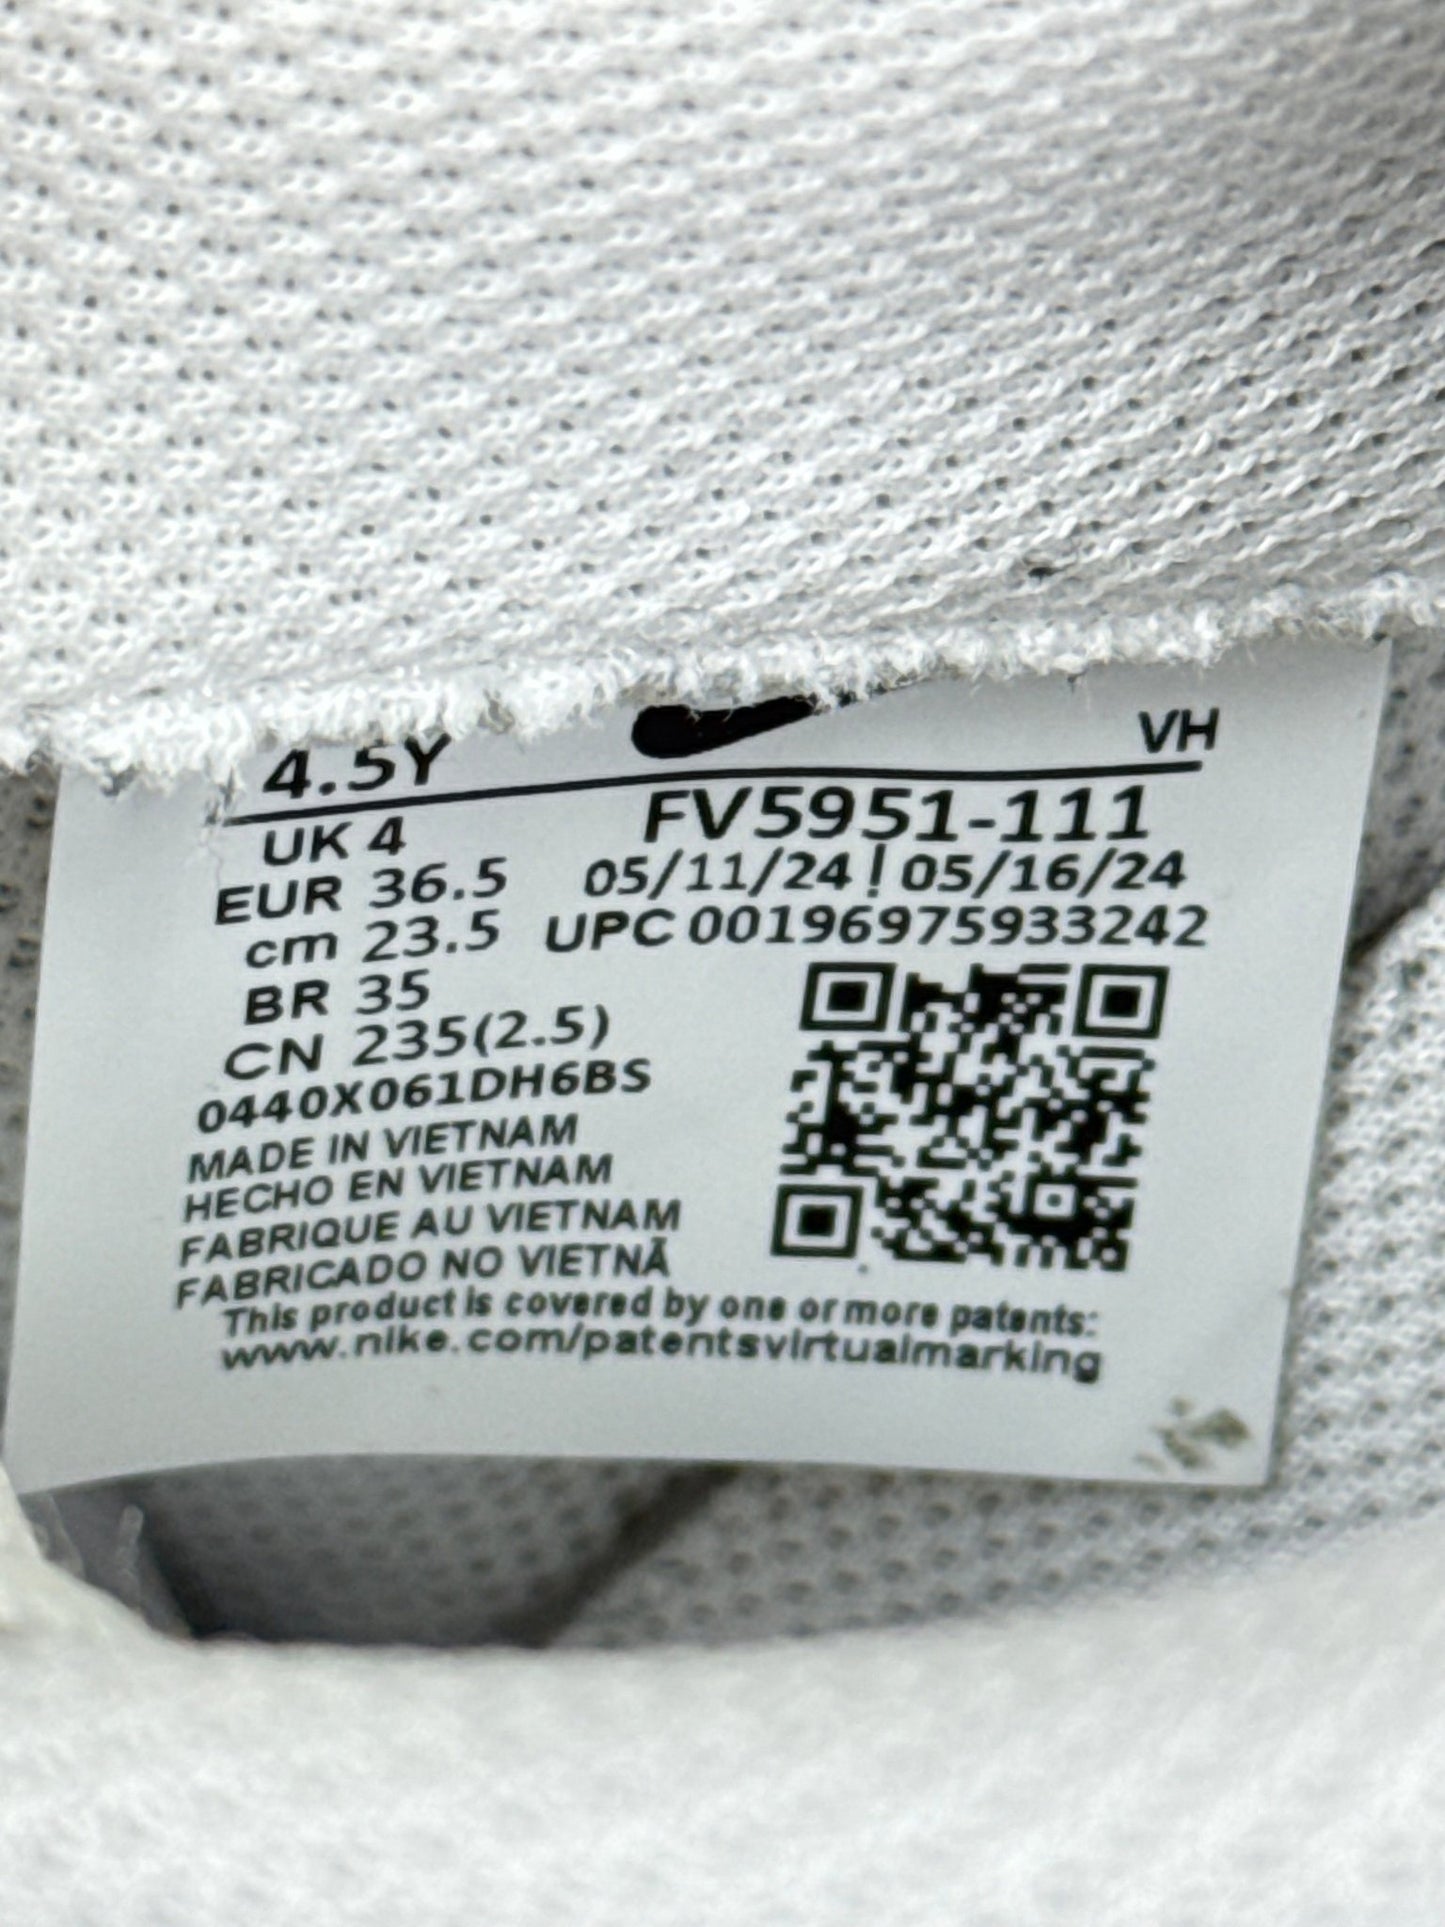 4.5Y VH
UK 4 FV5951-111
EUR 36.5 05/11/24 ! 05/16/24
cm 23.5 UPC 00196975933242
BR 35
CN 235(2.5)
0440X061DH6BS
MADE IN VIETNAM
HECHO EN VIETNAM
FABRIQUE AU VIETNAM
FABRICADO NO VIETNÃ
This product is covered by one or more patents:
www.nike.com/patentsvirtualmarking